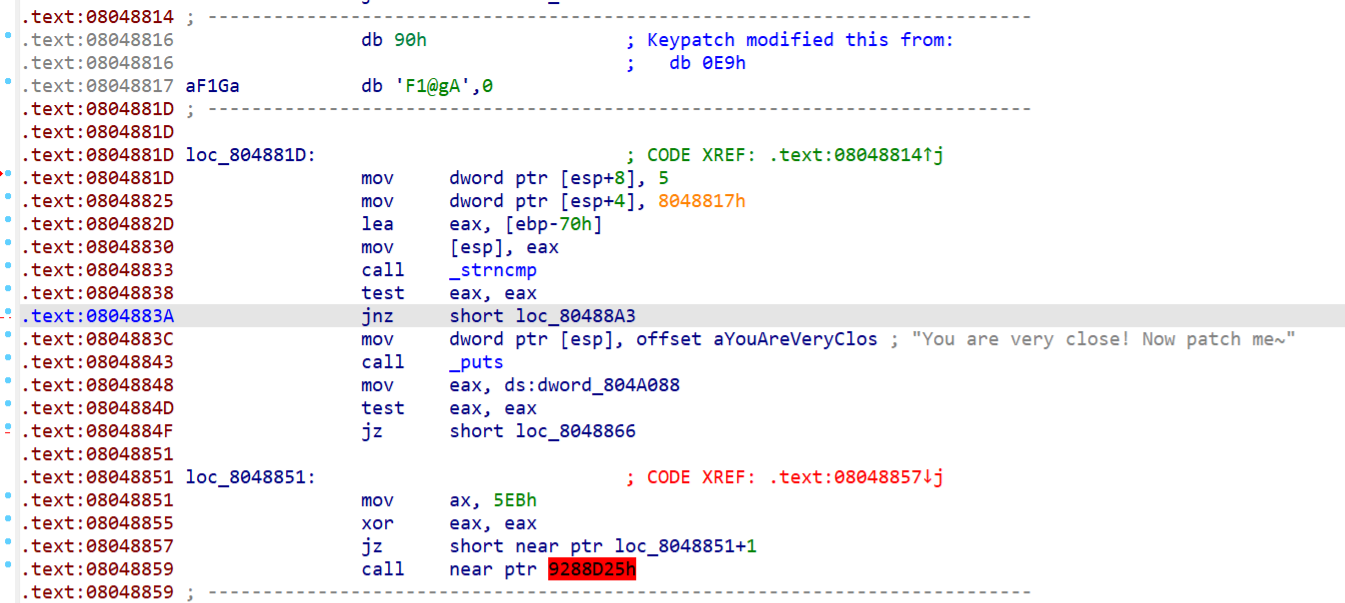 .text:08048814 ; ---------------------------------------------------------------------------
.text:08048816                 db 90h                  ; Keypatch modified this from:
.text:08048816                                         ;   db 0E9h
.text:08048817 aF1Ga           db 'F1@gA',0
.text:0804881D ; ---------------------------------------------------------------------------
.text:0804881D
.text:0804881D loc_804881D:                            ; CODE XREF: .text:08048814↑j
.text:0804881D                 mov     dword ptr [esp+8], 5
.text:08048825                 mov     dword ptr [esp+4], 8048817h
.text:0804882D                 lea     eax, [ebp-70h]
.text:08048830                 mov     [esp], eax
.text:08048833                 call    _strncmp
.text:08048838                 test    eax, eax
.text:0804883A                 jnz     short loc_80488A3
.text:0804883C                 mov     dword ptr [esp], offset aYouAreVeryClos ; "You are very close! Now patch me~"
.text:08048843                 call    _puts
.text:08048848                 mov     eax, ds:dword_804A088
.text:0804884D                 test    eax, eax
.text:0804884F                 jz      short loc_8048866
.text:08048851
.text:08048851 loc_8048851:                            ; CODE XREF: .text:08048857↓j
.text:08048851                 mov     ax, 5EBh
.text:08048855                 xor     eax, eax
.text:08048857                 jz      short near ptr loc_8048851+1
.text:08048859                 call    near ptr 9288D25h
.text:08048859 ; ---------------------------------------------------------------------------